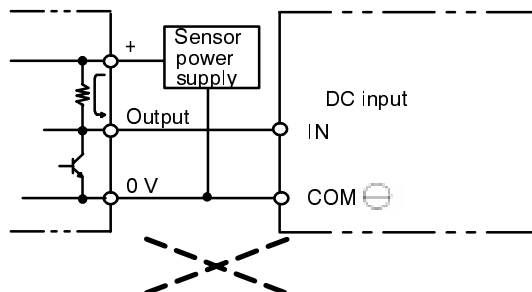 +
Sensor
power
supply
DC input
Output
IN
0 V
COM ⊖